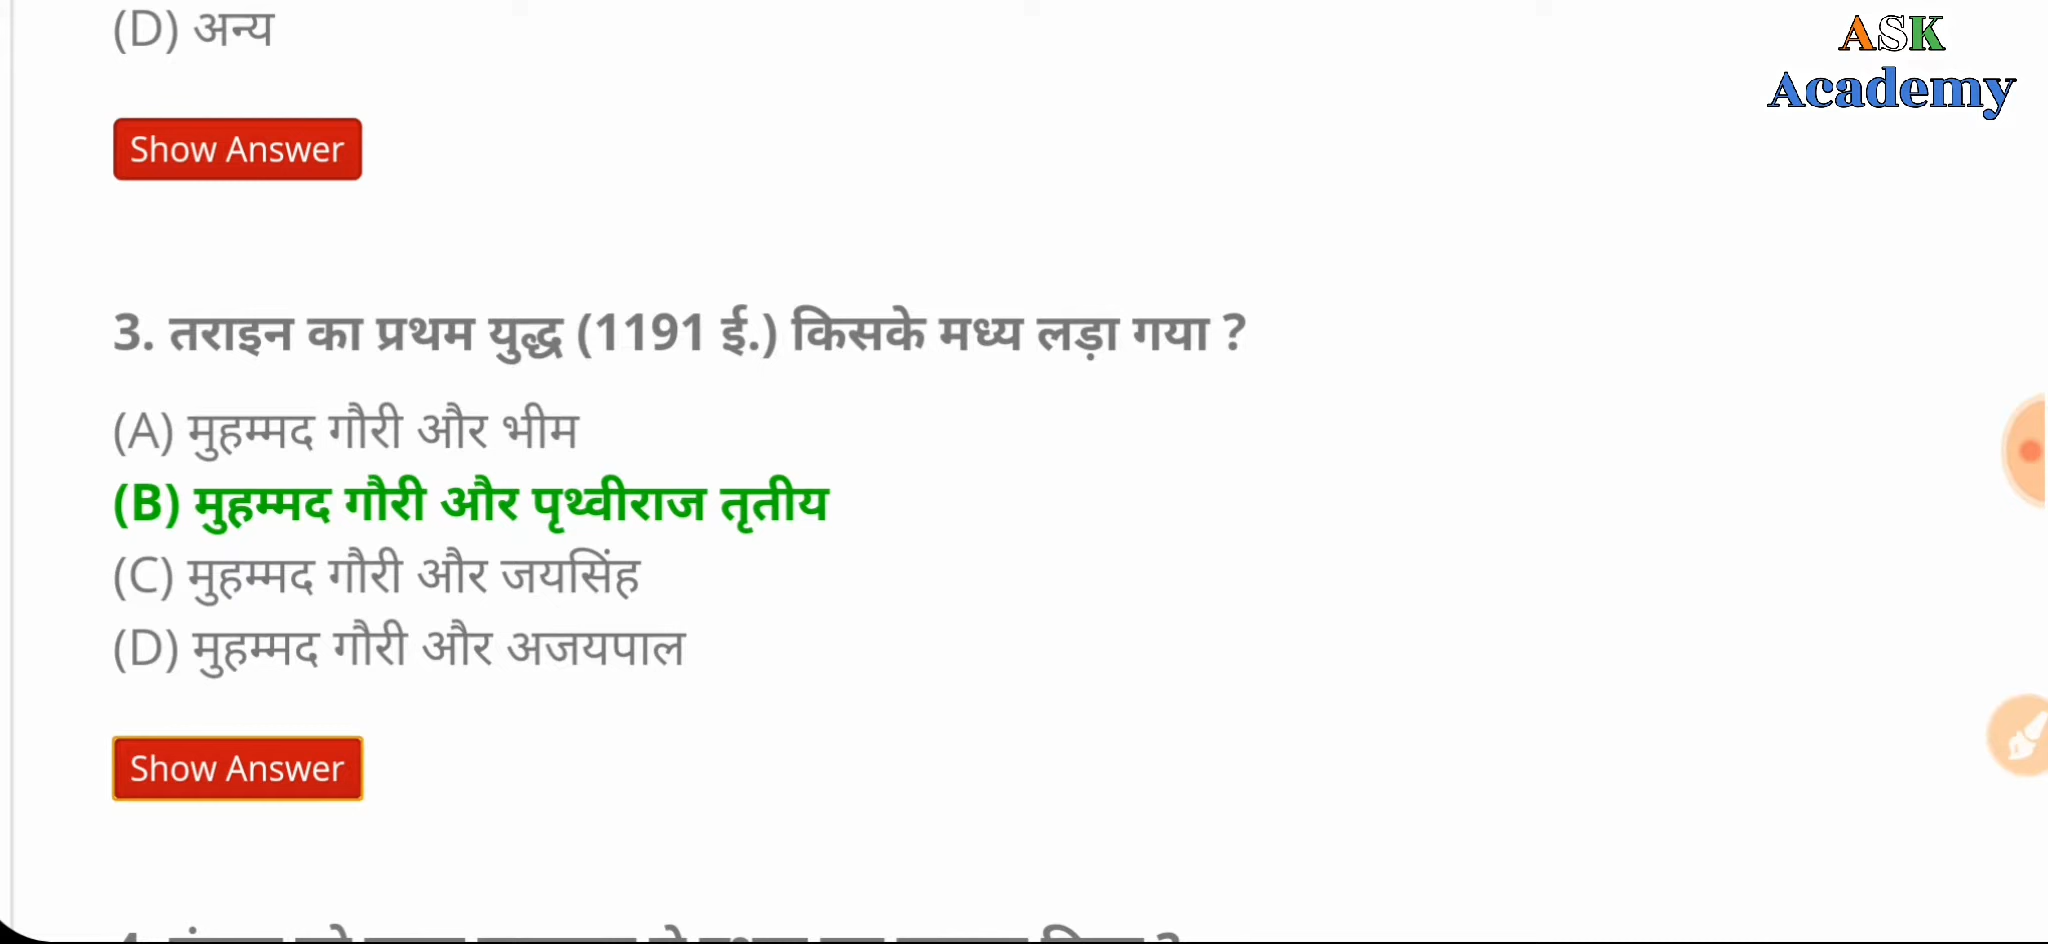 (D) अन्य
ASK
Academy
Show Answer
3. तराइन का प्रथम युद्ध (1191 ई.) किसके मध्य लड़ा गया ?
(A) मुहम्मद गौरी और भीम
(B) मुहम्मद गौरी और पृथ्वीराज तृतीय
(C) मुहम्मद गौरी और जयसिंह
(D) मुहम्मद गौरी और अजयपाल
Show Answer